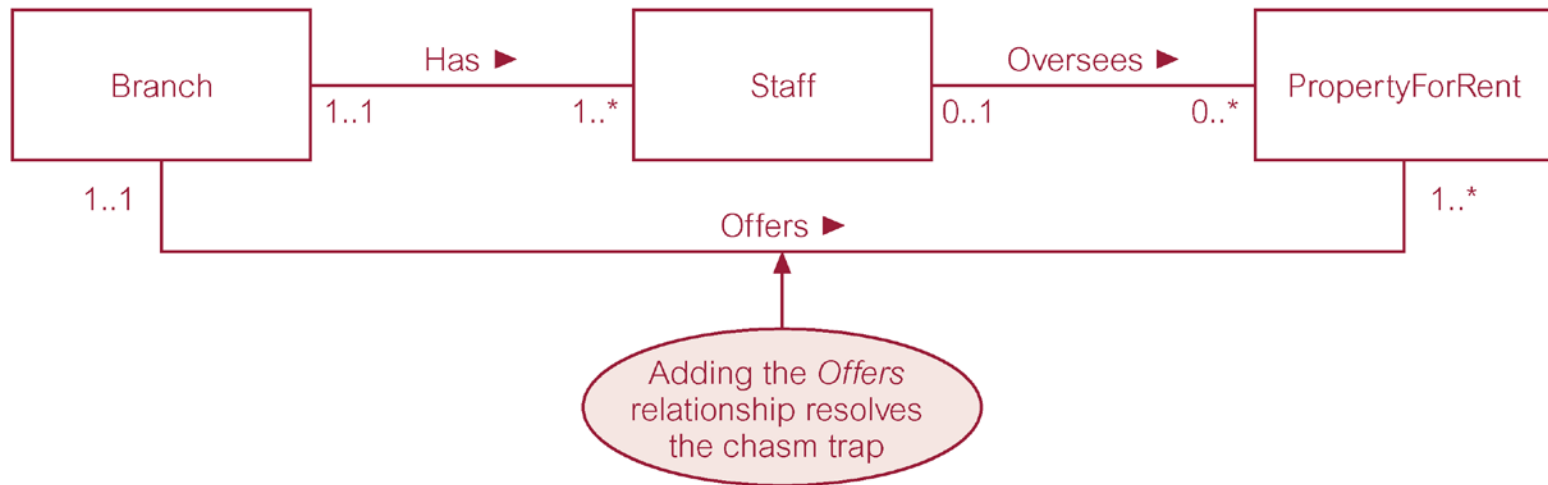 Has ►
Oversees ►
Branch
Staff
PropertyForRent
1..1
1..*
0..1
0..*
1..1
1..*
Offers ►
Adding the Offers
relationship resolves
the chasm trap